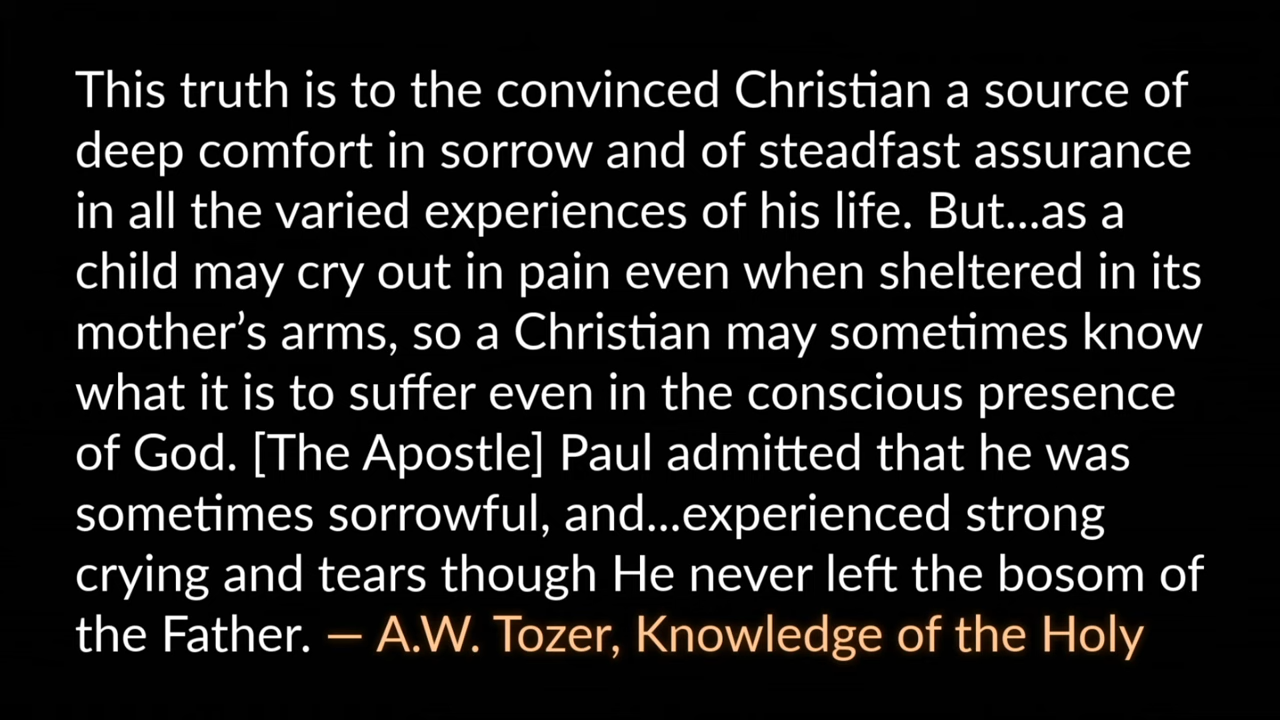 This truth is to the convinced Christian a source of
deep comfort in sorrow and of steadfast assurance
in all the varied experiences of his life. But...as a
child may cry out in pain even when sheltered in its
mother’s arms, so a Christian may sometimes know
what it is to suffer even in the conscious presence
of God. [The Apostle] Paul admitted that he was
sometimes sorrowful, and...experienced strong
crying and tears though He never left the bosom of
the Father. — A.W. Tozer, Knowledge of the Holy